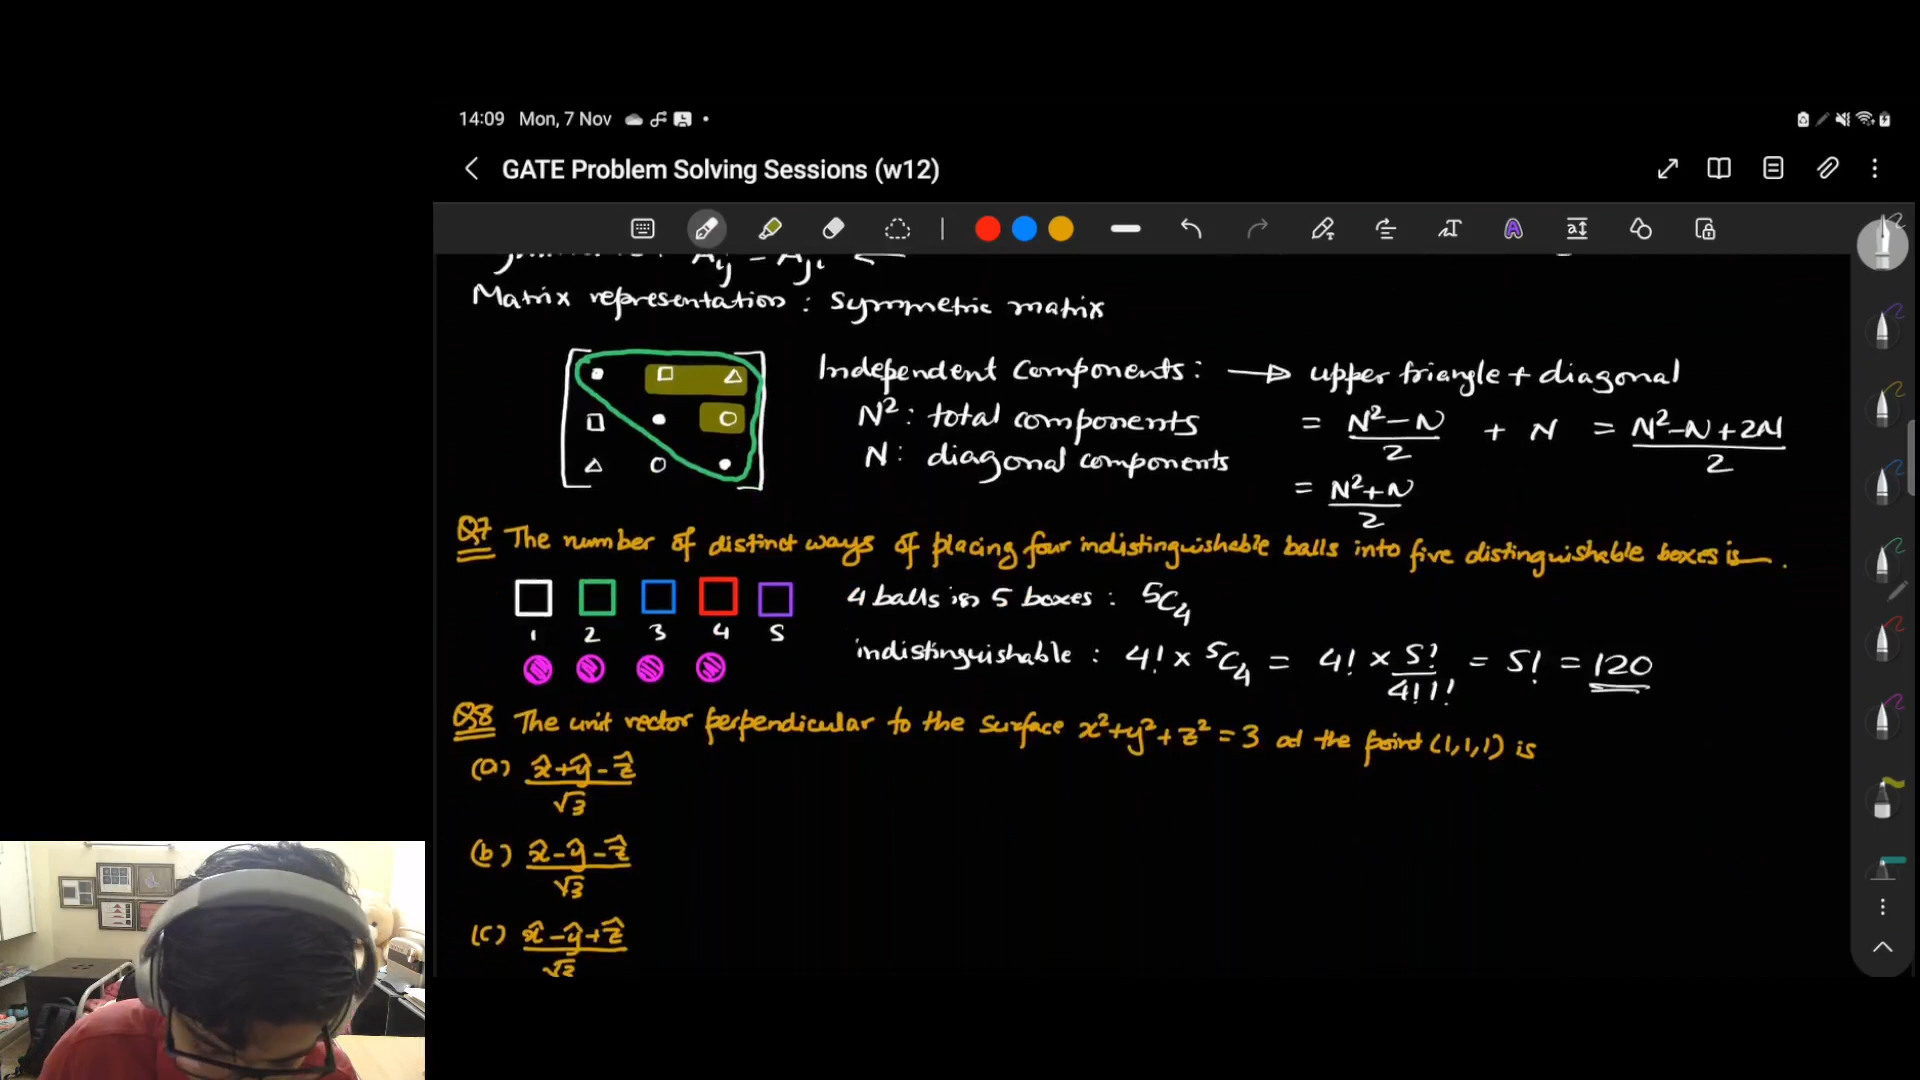 14:09 Mon, 7 Nov
GATE Problem Solving Sessions (w12)
A_ij = A_ji
Matrix representation : Symmetric matrix
Independent Components : → upper triangle + diagonal
N² : total components
= (N²-N)/2 + N = (N²-N+2N)/2
N : diagonal components
= (N²+N)/2
Q7 The number of distinct ways of placing four indistinguishable balls into five distinguishable boxes is __ .
4 balls in 5 boxes : ⁵C₄
1 2 3 4 5
indistinguishable : 4! × ⁵C₄ = 4! × 5!/(4!1!) = 5! = 120
Q8 The unit vector perpendicular to the surface x²+y²+z² = 3 at the point (1,1,1) is
(a) (x̂+ŷ-ẑ)/√3
(b) (x̂-ŷ-ẑ)/√3
(c) (x̂-ŷ+ẑ)/√3